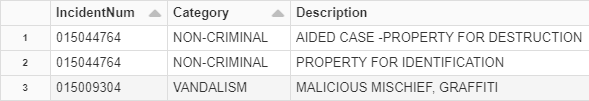 IncidentNum Category Description
1 015044764 NON-CRIMINAL AIDED CASE -PROPERTY FOR DESTRUCTION
2 015044764 NON-CRIMINAL PROPERTY FOR IDENTIFICATION
3 015009304 VANDALISM MALICIOUS MISCHIEF, GRAFFITI